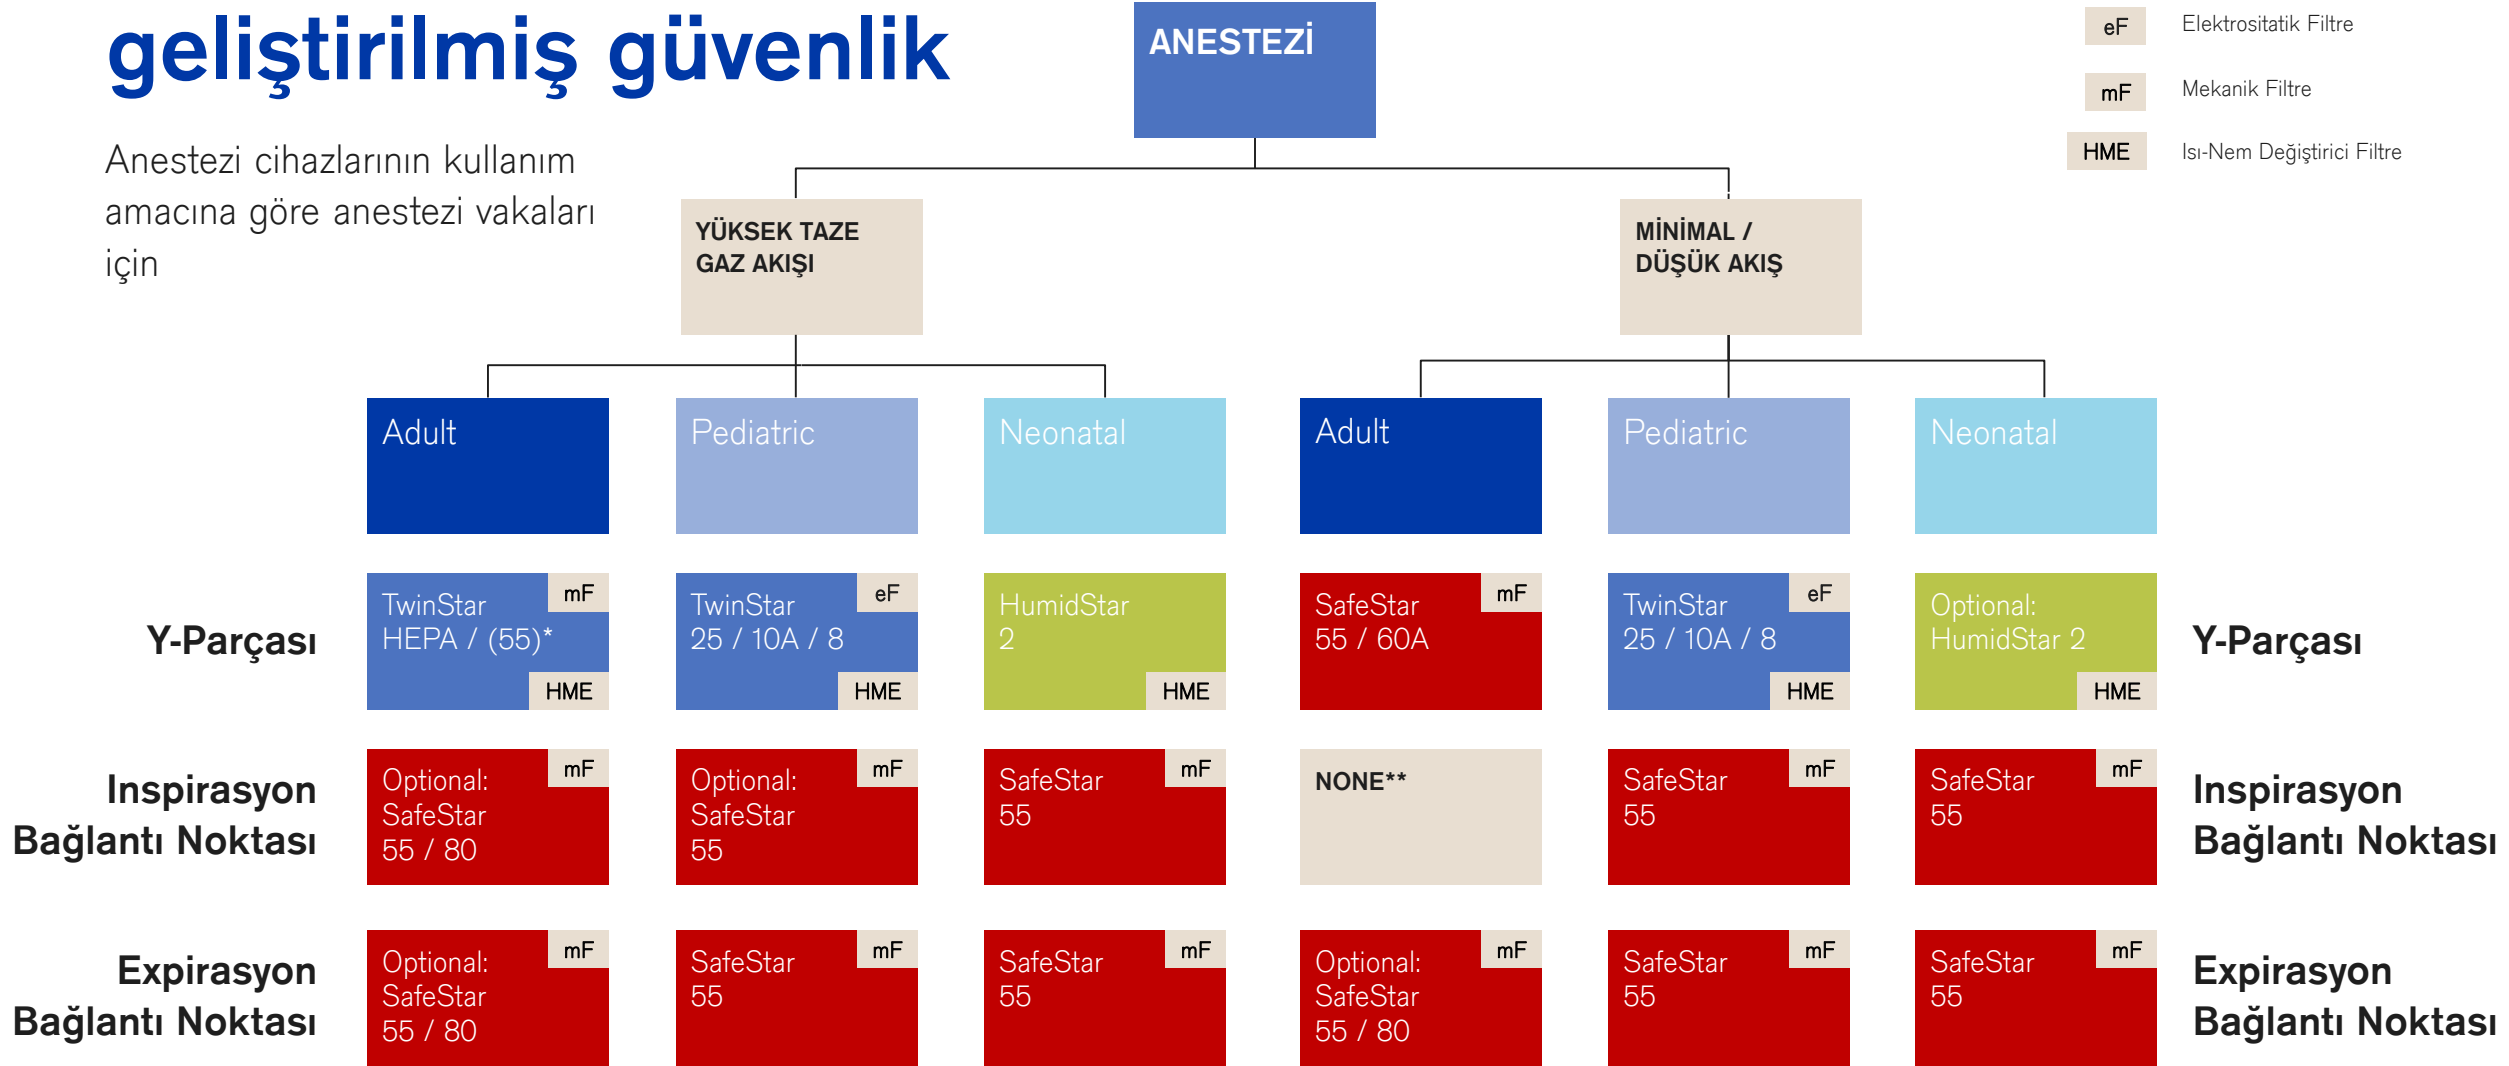 geliştirilmiş güvenlik
Anestezi cihazlarının kullanım
amacına göre anestezi vakaları
için
ANESTEZİ
eF
Elektrositatik Filtre
mF
Mekanik Filtre
HME
Isı-Nem Değiştirici Filtre
YÜKSEK TAZE
GAZ AKIŞI
MİNİMAL /
DÜŞÜK AKIŞ
Adult
Pediatric
Neonatal
Adult
Pediatric
Neonatal
Y-Parçası
TwinStar
HEPA / (55)*
mF
HME
TwinStar
25 / 10A / 8
eF
HME
HumidStar
2
HME
SafeStar
55 / 60A
mF
TwinStar
25 / 10A / 8
eF
HME
Optional:
HumidStar 2
HME
Y-Parçası
Inspirasyon
Bağlantı Noktası
Optional:
SafeStar
55 / 80
mF
Optional:
SafeStar
55
mF
SafeStar
55
mF
NONE**
SafeStar
55
mF
SafeStar
55
mF
Inspirasyon
Bağlantı Noktası
Expirasyon
Bağlantı Noktası
Optional:
SafeStar
55 / 80
mF
SafeStar
55
mF
SafeStar
55
mF
Optional:
SafeStar
55 / 80
mF
SafeStar
55
mF
SafeStar
55
mF
Expirasyon
Bağlantı Noktası